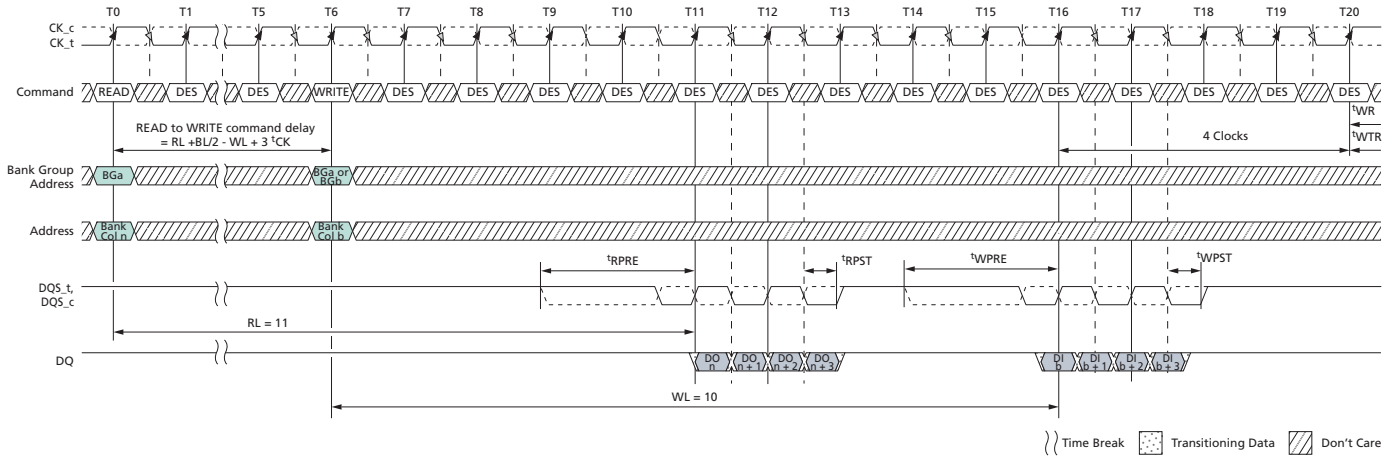 T0 T1 T5 T6 T7 T8 T9 T10 T11 T12 T13 T14 T15 T16 T17 T18 T19 T20
CK_c
CK_t
Command READ DES DES WRITE DES DES DES DES DES DES DES DES DES DES DES DES DES DES
tWR
READ to WRITE command delay
= RL +BL/2 - WL + 3 tCK
4 Clocks tWTR
Bank Group
Address
BGa
BGa or
BGb
Address
Bank
Col n
Bank
Col b
tRPRE tRPST tWPRE tWPST
DQS_t,
DQS_c
RL = 11
DQ
DO
n
DO
n + 1
DO
n + 2
DO
n + 3
DI
b
DI
b + 1
DI
b + 2
DI
b + 3
WL = 10
Time Break Transitioning Data Don't Care